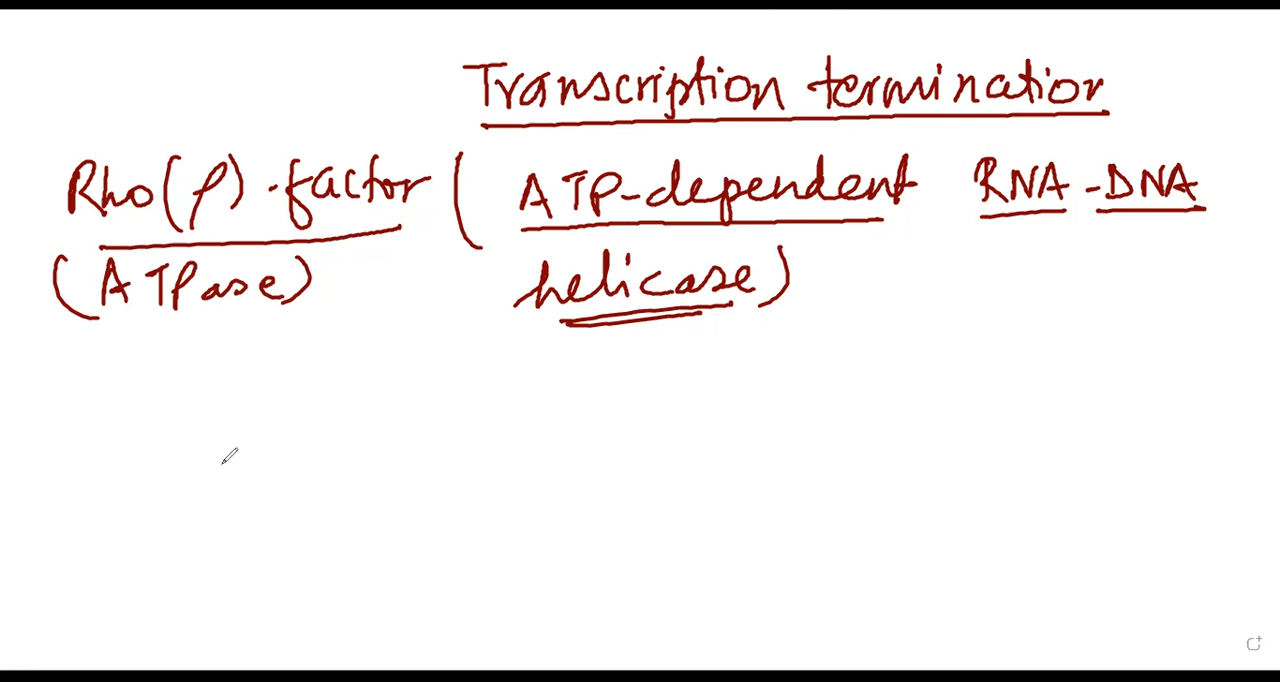 Transcription termination
Rho(ρ)-factor ( ATP-dependent RNA-DNA
(ATPase) helicase)